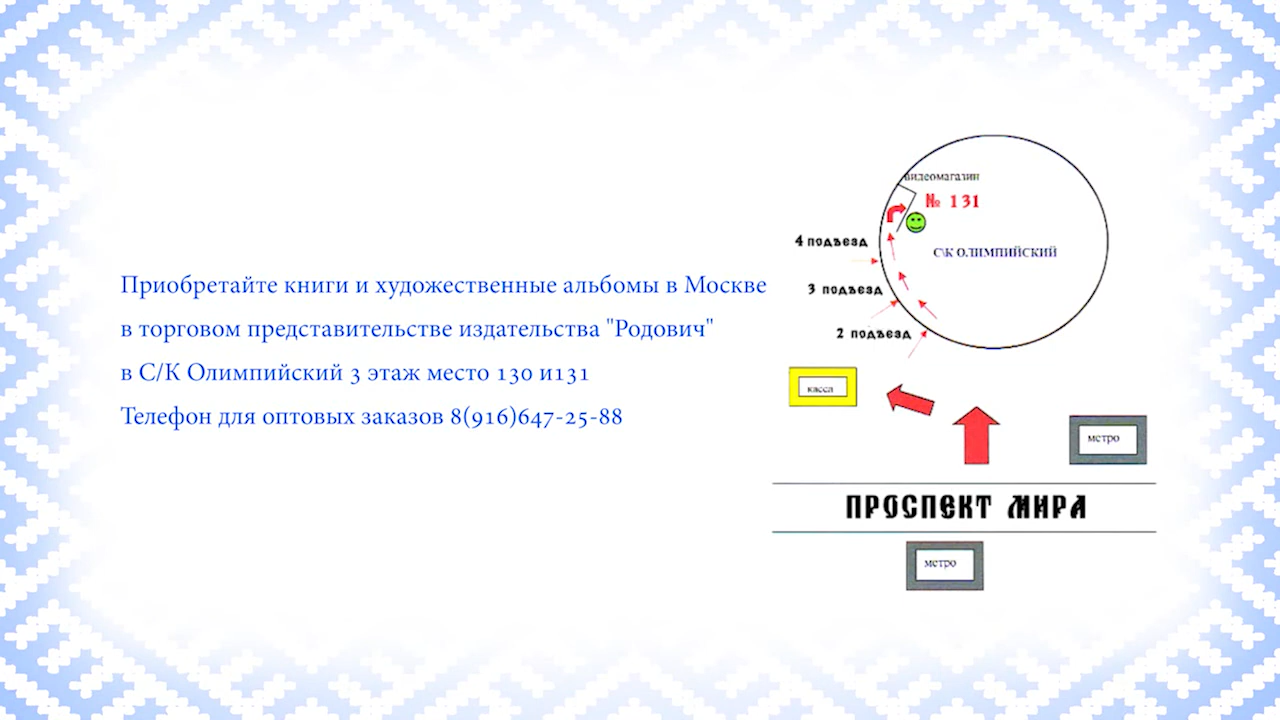 Приобретайте книги и художественные альбомы в Москве
в торговом представительстве издательства "Родович"
в С/К Олимпийский 3 этаж место 130 и131
Телефон для оптовых заказов 8(916)647-25-88
видеомагазин
№ 131
4 подъезд
С\К ОЛИМПИЙСКИЙ
3 подъезд
2 подъезд
касса
метро
ПРОСПЕКТ МИРА
метро